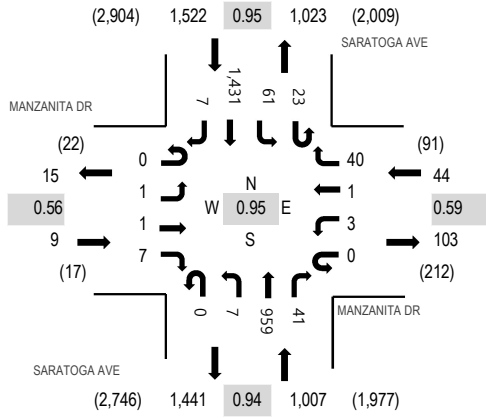 (2,904) 1,522 0.95 1,023 (2,009)
SARATOGA AVE
MANZANITA DR
7 1,431 61 23
(22) 0 40 (91)
15 1 N 1 44
0.56 W 0.95 E 0.59
9 1 S 3 103
(17) 7 0 (212)
0 7 959 41
MANZANITA DR
SARATOGA AVE
(2,746) 1,441 0.94 1,007 (1,977)